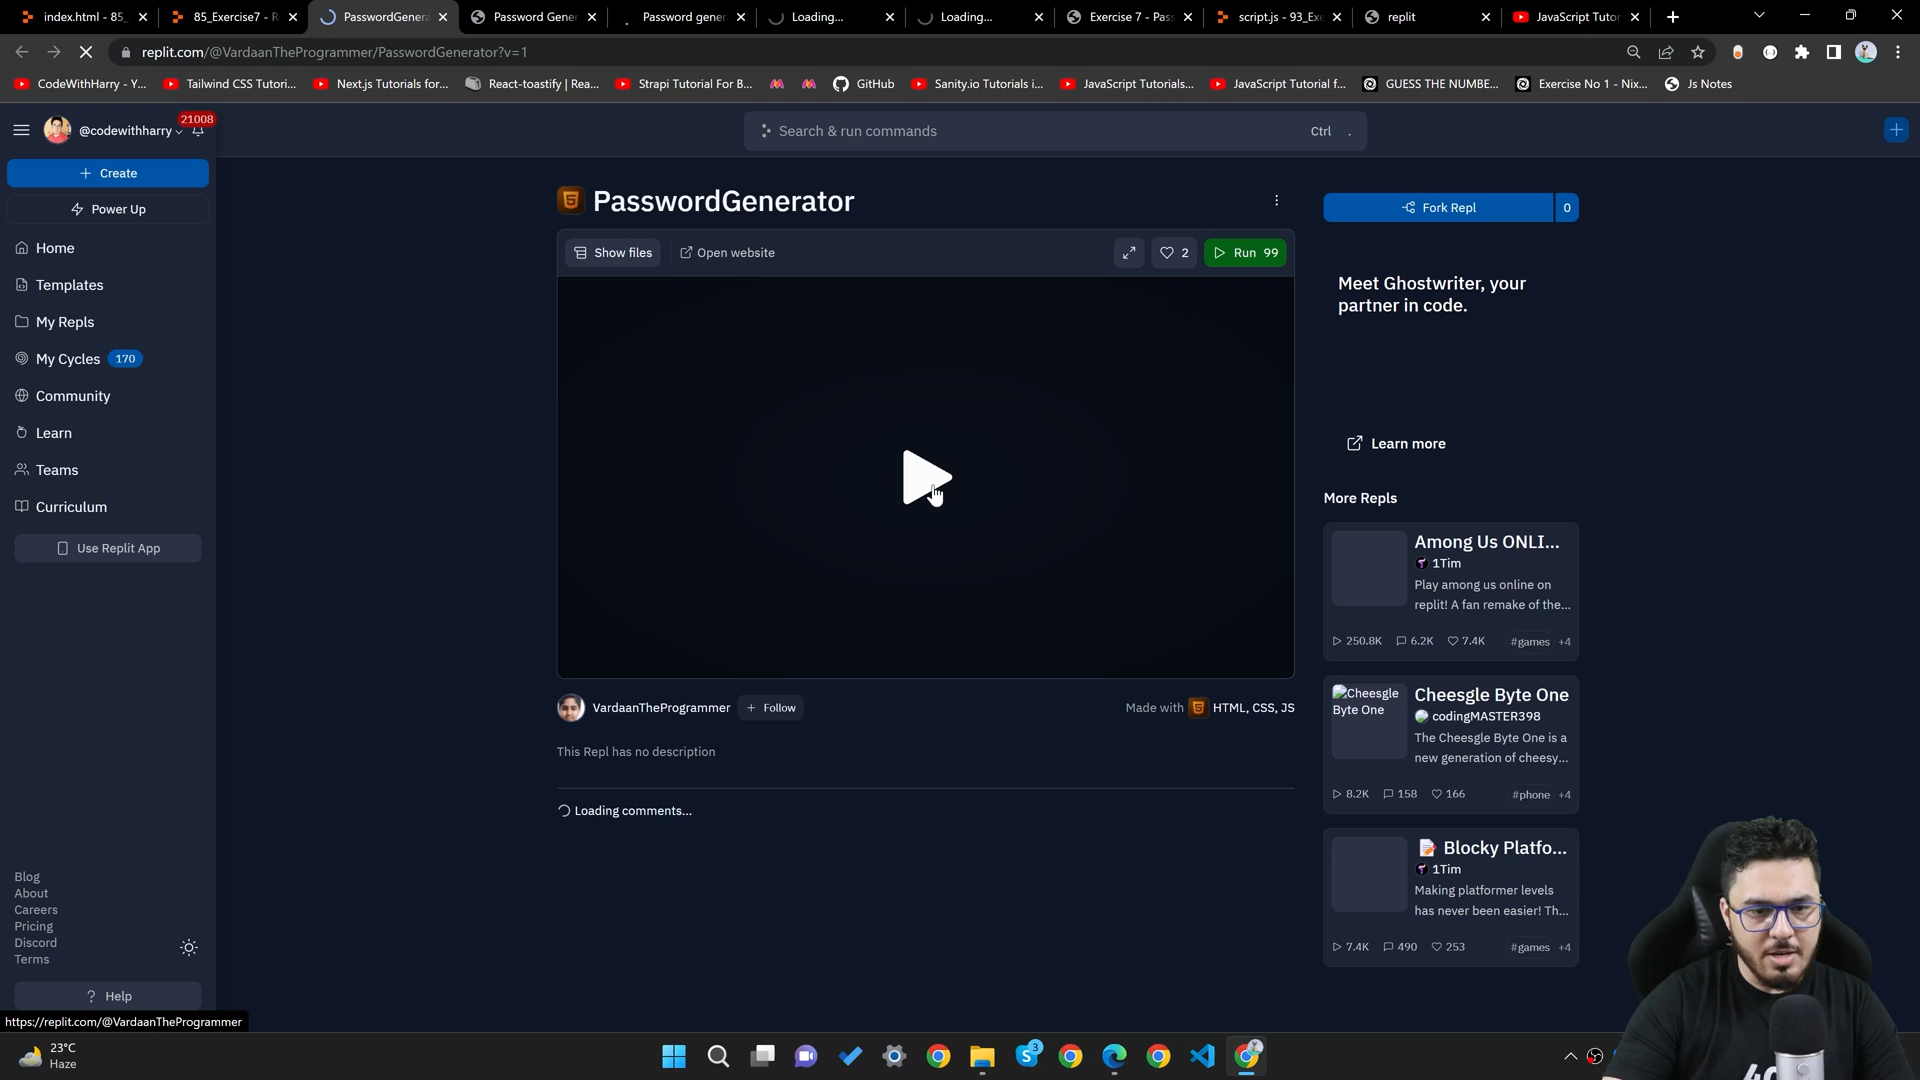 index.html - 85_
85_Exercise7 - R
PasswordGenera
Password Gene
Password gener
Loading...
Loading...
Exercise 7 - Pas
script.js - 93_Exe
replit
JavaScript Tutor
replit.com/@VardaanTheProgrammer/PasswordGenerator?v=1
CodeWithHarry - Y...
Tailwind CSS Tutori...
Next.js Tutorials for...
React-toastify | Rea...
Strapi Tutorial For B...
GitHub
Sanity.io Tutorials i...
JavaScript Tutorials...
JavaScript Tutorial f...
GUESS THE NUMBE...
Exercise No 1 - Nix...
Js Notes
@codewithharry
21008
Search & run commands
Ctrl .
Create
Power Up
Home
Templates
My Repls
My Cycles 170
Community
Learn
Teams
Curriculum
Use Replit App
Blog
About
Careers
Pricing
Discord
Terms
? Help
https://replit.com/@VardaanTheProgrammer
PasswordGenerator
Show files
Open website
2
Run 99
VardaanTheProgrammer
+ Follow
Made with HTML, CSS, JS
This Repl has no description
Loading comments...
Fork Repl 0
Meet Ghostwriter, your
partner in code.
Learn more
More Repls
Among Us ONLI...
1Tim
Play among us online on
replit! A fan remake of the...
250.8K 6.2K 7.4K #games +4
Cheesgle
Byte One
Cheesgle Byte One
codingMASTER398
The Cheesgle Byte One is a
new generation of cheesy...
8.2K 158 166 #phone +4
Blocky Platfo...
1Tim
Making platformer levels
has never been easier! Th...
7.4K 490 253 #games +4
23°C
Haze
3